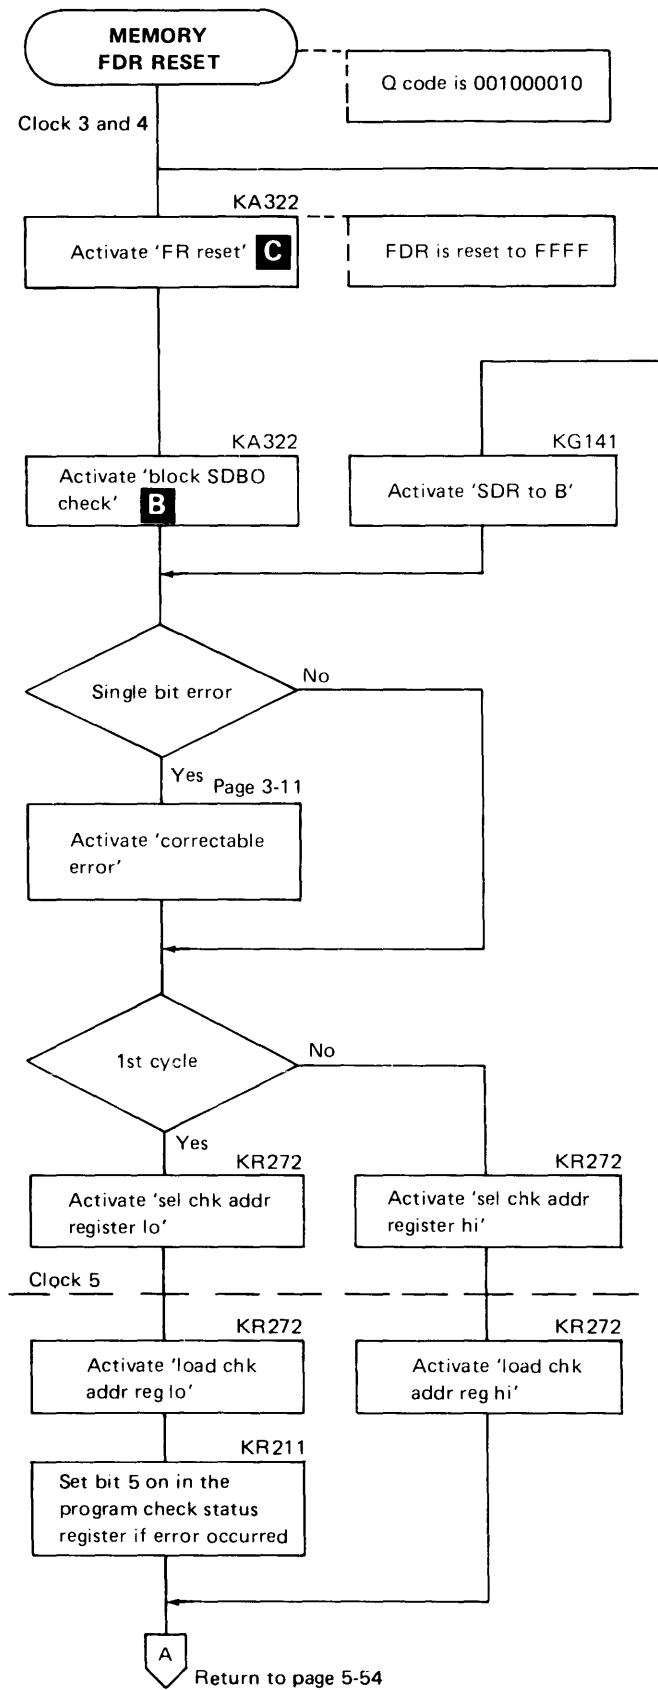 MEMORY
FDR RESET
Q code is 001000010
Clock 3 and 4
KA322
Activate 'FR reset' C
FDR is reset to FFFF
KA322
Activate 'block SDBO
check' B
KG141
Activate 'SDR to B'
Single bit error
No
Yes
Page 3-11
Activate 'correctable
error'
1st cycle
No
Yes
KR272
Activate 'sel chk addr
register lo'
KR272
Activate 'sel chk addr
register hi'
Clock 5
KR272
Activate 'load chk
addr reg lo'
KR272
Activate 'load chk
addr reg hi'
KR211
Set bit 5 on in the
program check status
register if error occurred
A
Return to page 5-54